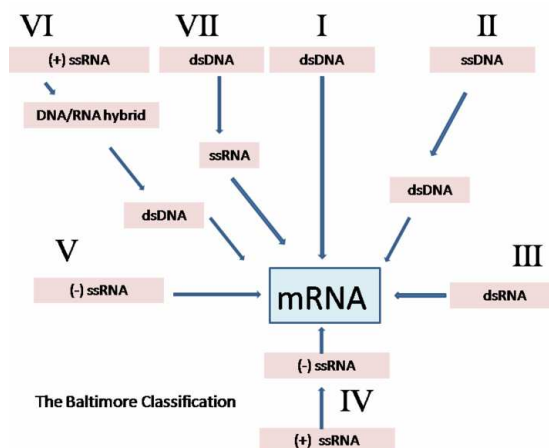 VI
VII
I
II
(+) ssRNA
dsDNA
dsDNA
ssDNA
DNA/RNA hybrid
ssRNA
dsDNA
dsDNA
V
III
(-) ssRNA
mRNA
dsRNA
(-) ssRNA
The Baltimore Classification
IV
(+) ssRNA